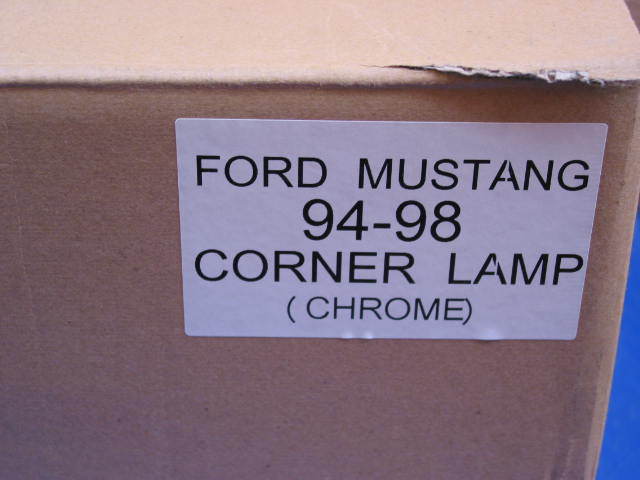 FORD MUSTANG
94-98
CORNER LAMP
(CHROME)